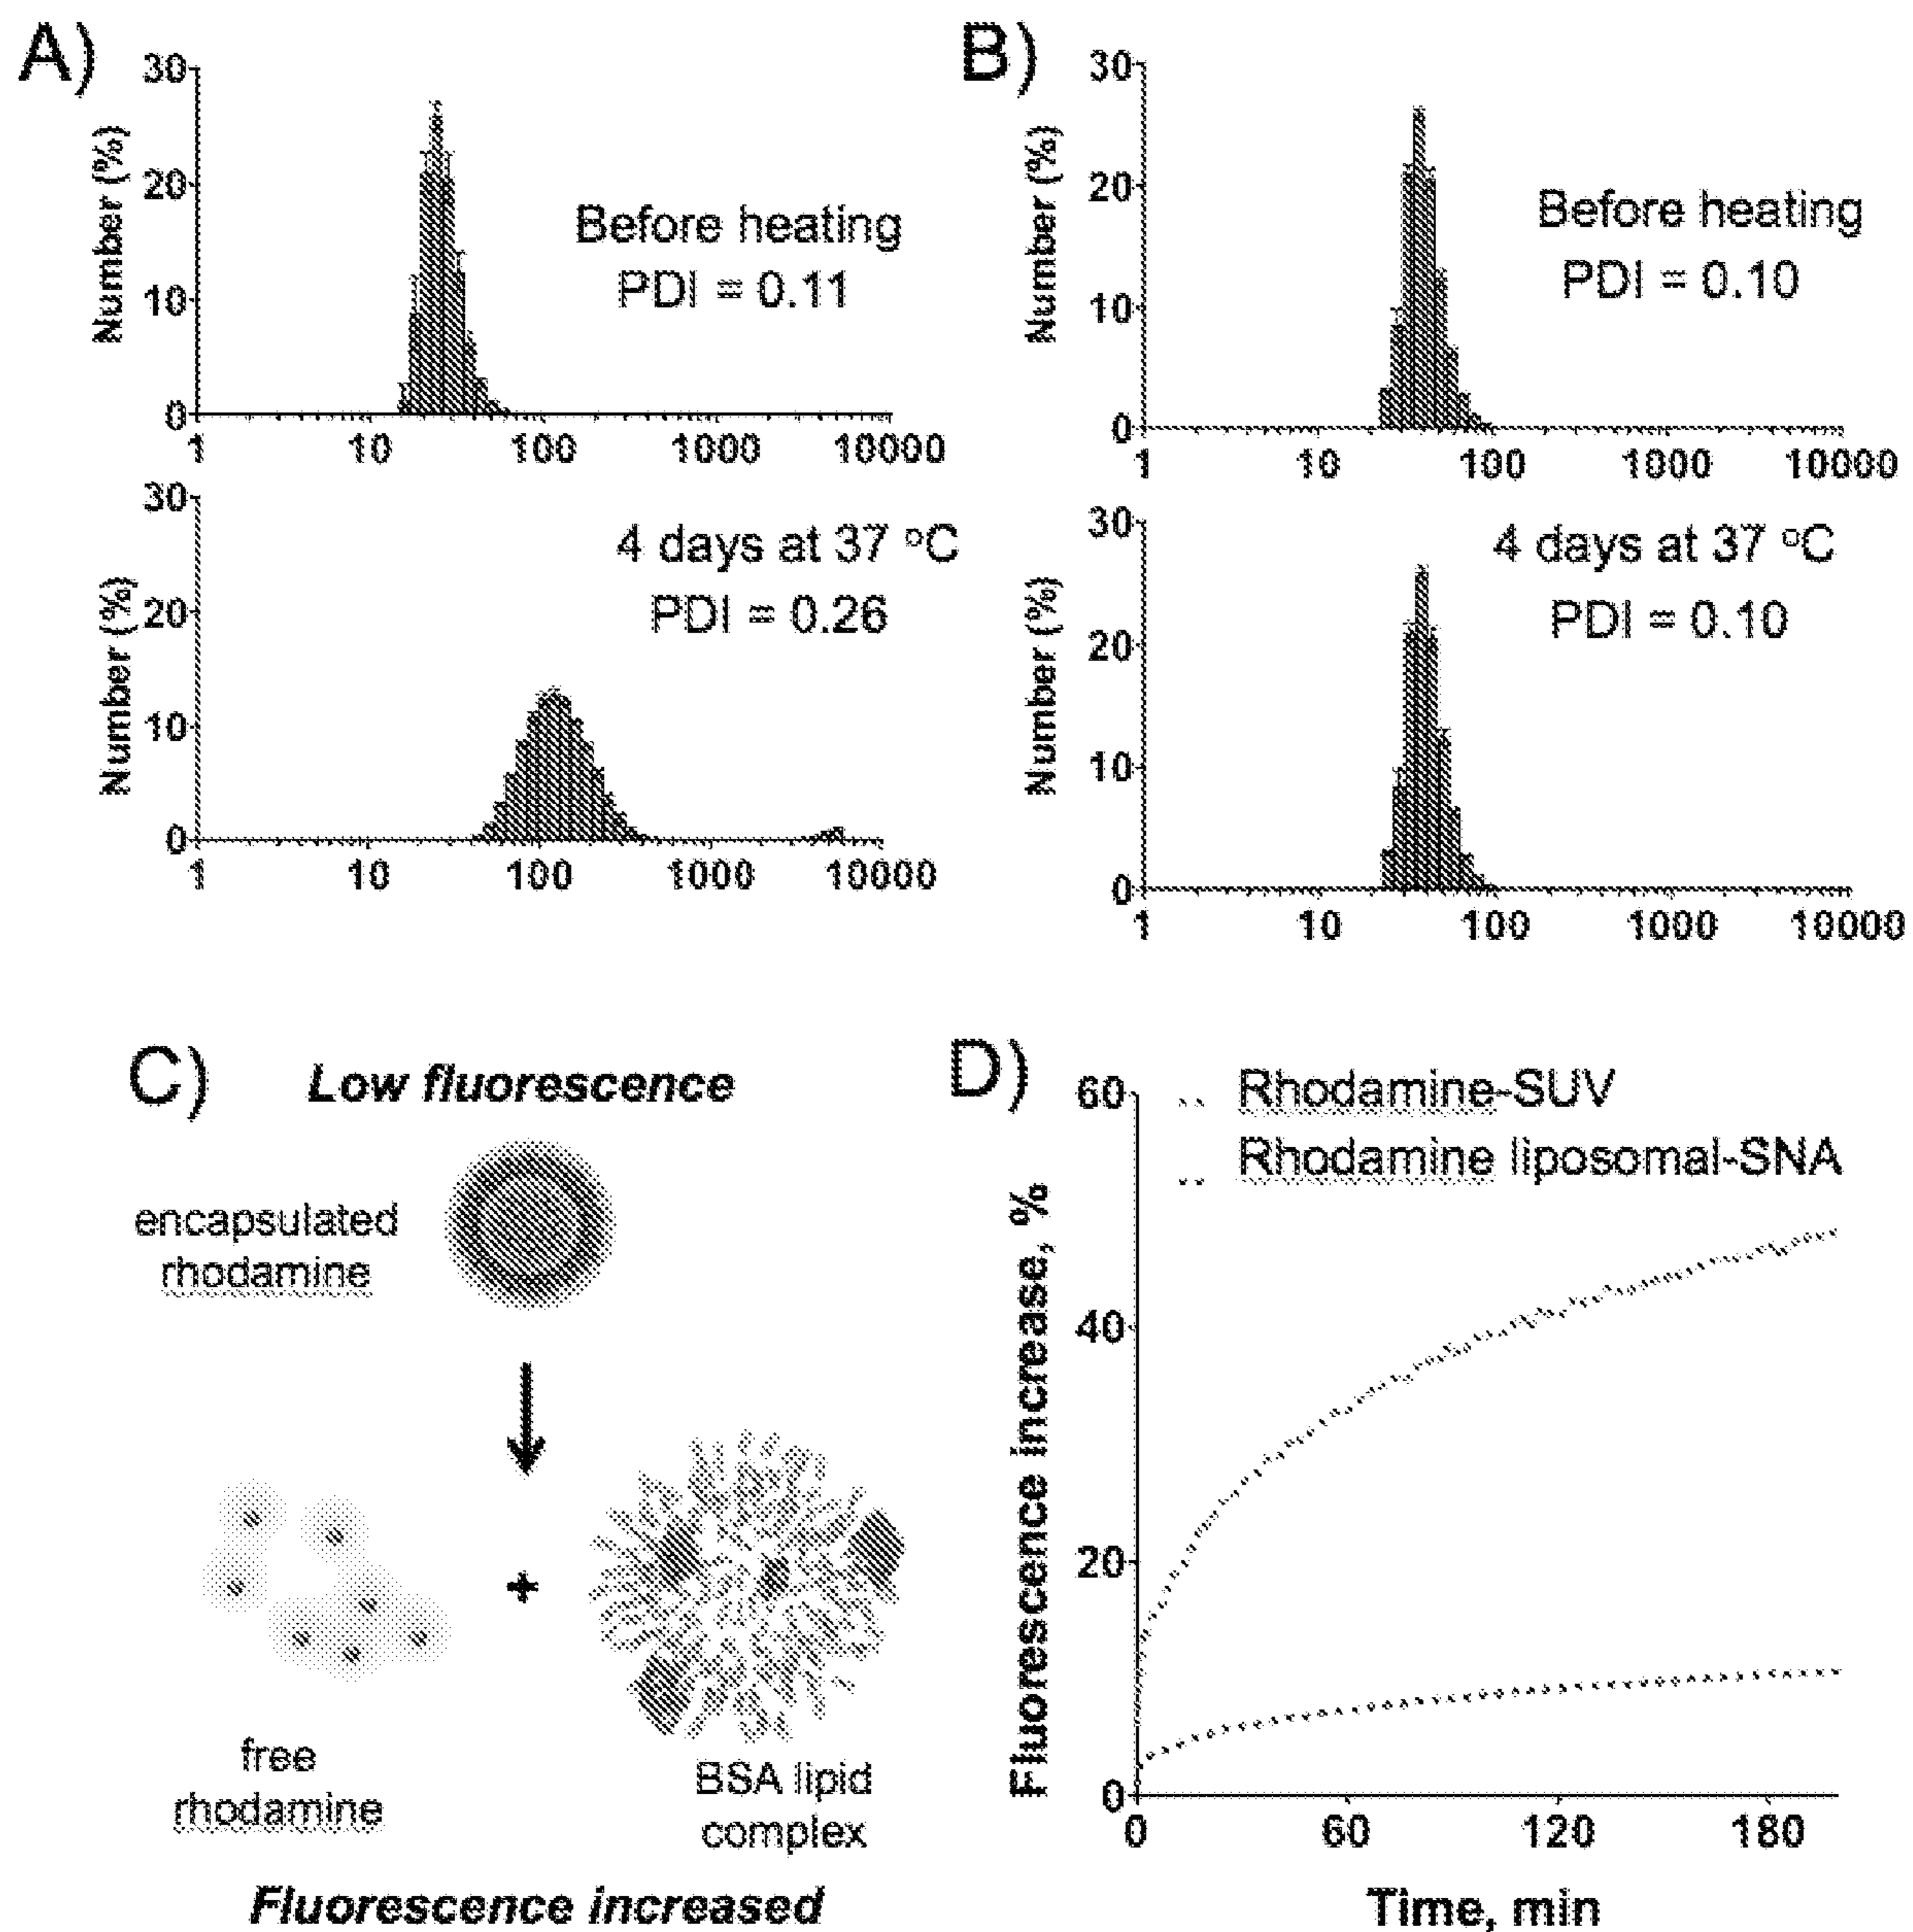 A)
30
20
10
0
Number (%)
Before heating
PDI = 0.11
1 10 100 1000 10000
30
20
10
0
Number (%)
4 days at 37 °C
PDI = 0.26
1 10 100 1000 10000
B)
30
20
10
0
Number (%)
Before heating
PDI = 0.10
1 10 100 1000 10000
30
20
10
0
Number (%)
4 days at 37 °C
PDI = 0.10
1 10 100 1000 10000
C)
Low fluorescence
encapsulated
rhodamine
+
free
rhodamine
BSA lipid
complex
Fluorescence increased
D)
Rhodamine-SUV
Rhodamine liposomal-SNA
60
40
20
0
Fluorescence increase, %
0 60 120 180
Time, min